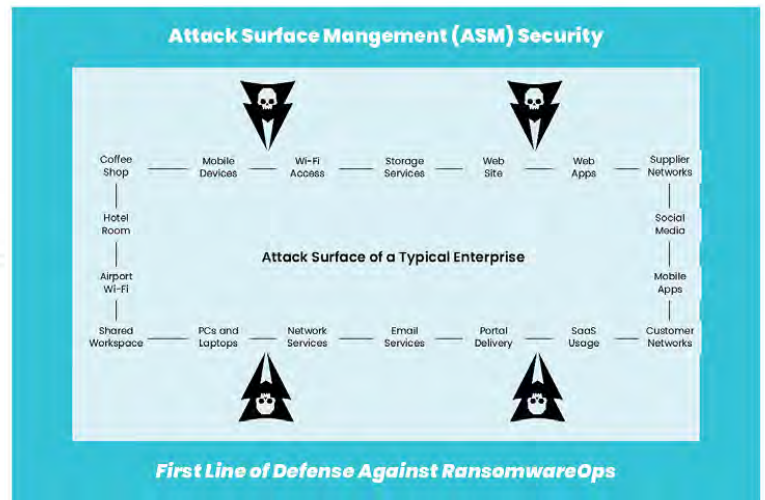 Attack Surface Mangement (ASM) Security
Coffee
Shop
Mobile
Devices
Wi-Fi
Access
Storage
Services
Web
Site
Web
Apps
Supplier
Networks
Hotel
Room
Social
Media
Attack Surface of a Typical Enterprise
Airport
Wi-Fi
Mobile
Apps
Shared
Workspace
PCs and
Laptops
Network
Services
Email
Services
Portal
Delivery
SaaS
Usage
Customer
Networks
First Line of Defense Against RansomwareOps